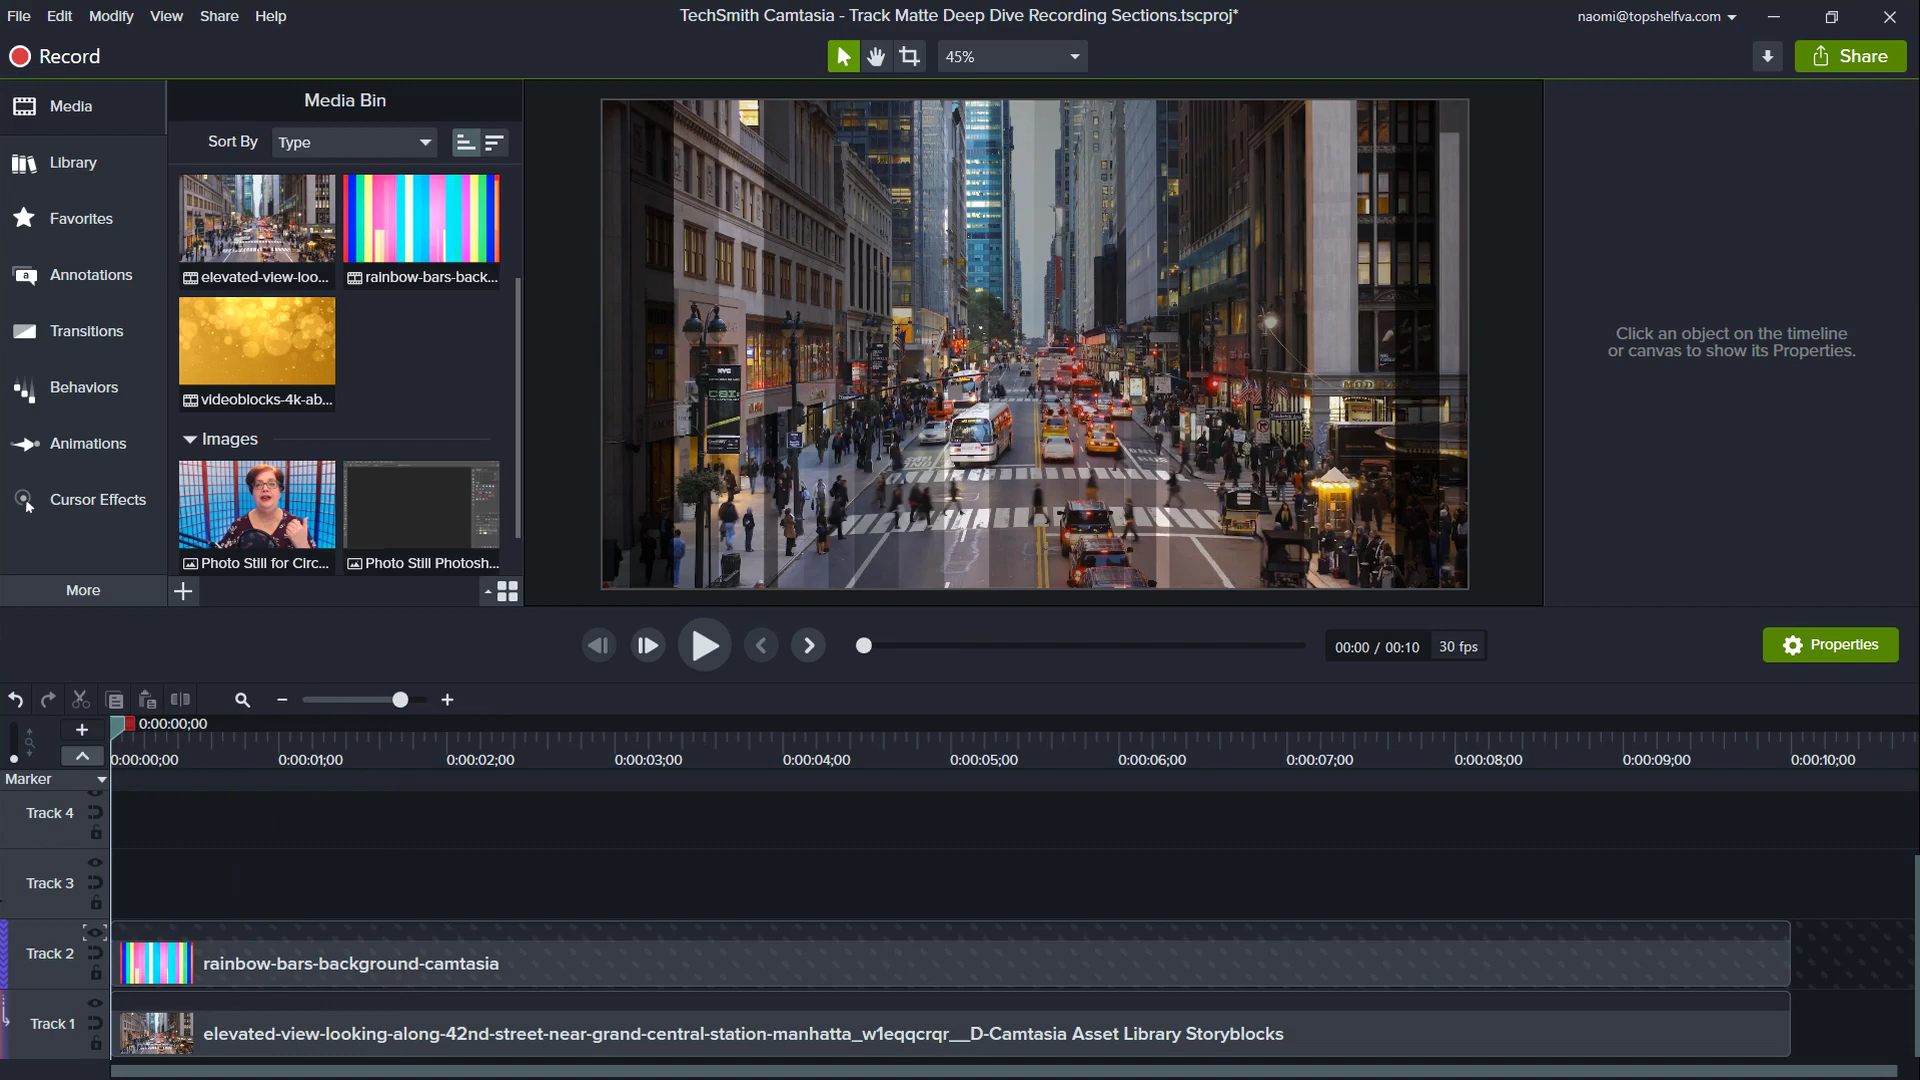 File Edit Modify View Share Help
TechSmith Camtasia - Track Matte Deep Dive Recording Sections.tscproj*
naomi@topshelfva.com
Record
45%
Share
Media
Library
Favorites
Annotations
Transitions
Behaviors
Animations
Cursor Effects
More
Media Bin
Sort By Type
elevated-view-loo...
rainbow-bars-back...
videoblocks-4k-ab...
Images
Photo Still for Circ...
Photo Still Photosh...
NYC
Click an object on the timeline
or canvas to show its Properties.
00:00 / 00:10 30 fps
Properties
0:00:00;00
0:00:00;00 0:00:01;00 0:00:02;00 0:00:03;00 0:00:04;00 0:00:05;00 0:00:06;00 0:00:07;00 0:00:08;00 0:00:09;00 0:00:10;00
Marker
Track 4
Track 3
Track 2
rainbow-bars-background-camtasia
Track 1
elevated-view-looking-along-42nd-street-near-grand-central-station-manhatta_w1eqqcrqr__D-Camtasia Asset Library Storyblocks